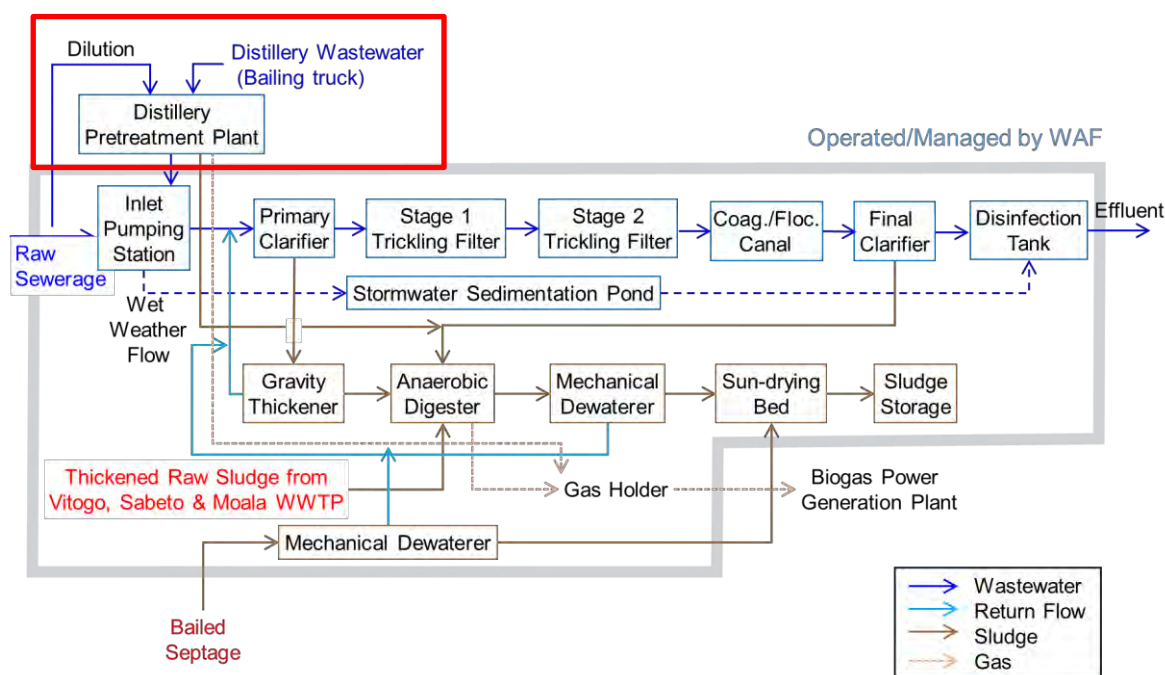 Dilution
Distillery Wastewater
(Bailing truck)
Distillery
Pretreatment Plant
Operated/Managed by WAF
Inlet
Pumping
Station
Primary
Clarifier
Stage 1
Trickling Filter
Stage 2
Trickling Filter
Coag./Floc.
Canal
Final
Clarifier
Disinfection
Tank
Effluent
Raw
Sewerage
Stormwater Sedimentation Pond
Wet
Weather
Flow
Gravity
Thickener
Anaerobic
Digester
Mechanical
Dewaterer
Sun-drying
Bed
Sludge
Storage
Thickened Raw Sludge from
Vitogo, Sabeto & Moala WWTP
Gas Holder
Biogas Power
Generation Plant
Mechanical Dewaterer
Bailed
Septage
Wastewater
Return Flow
Sludge
Gas